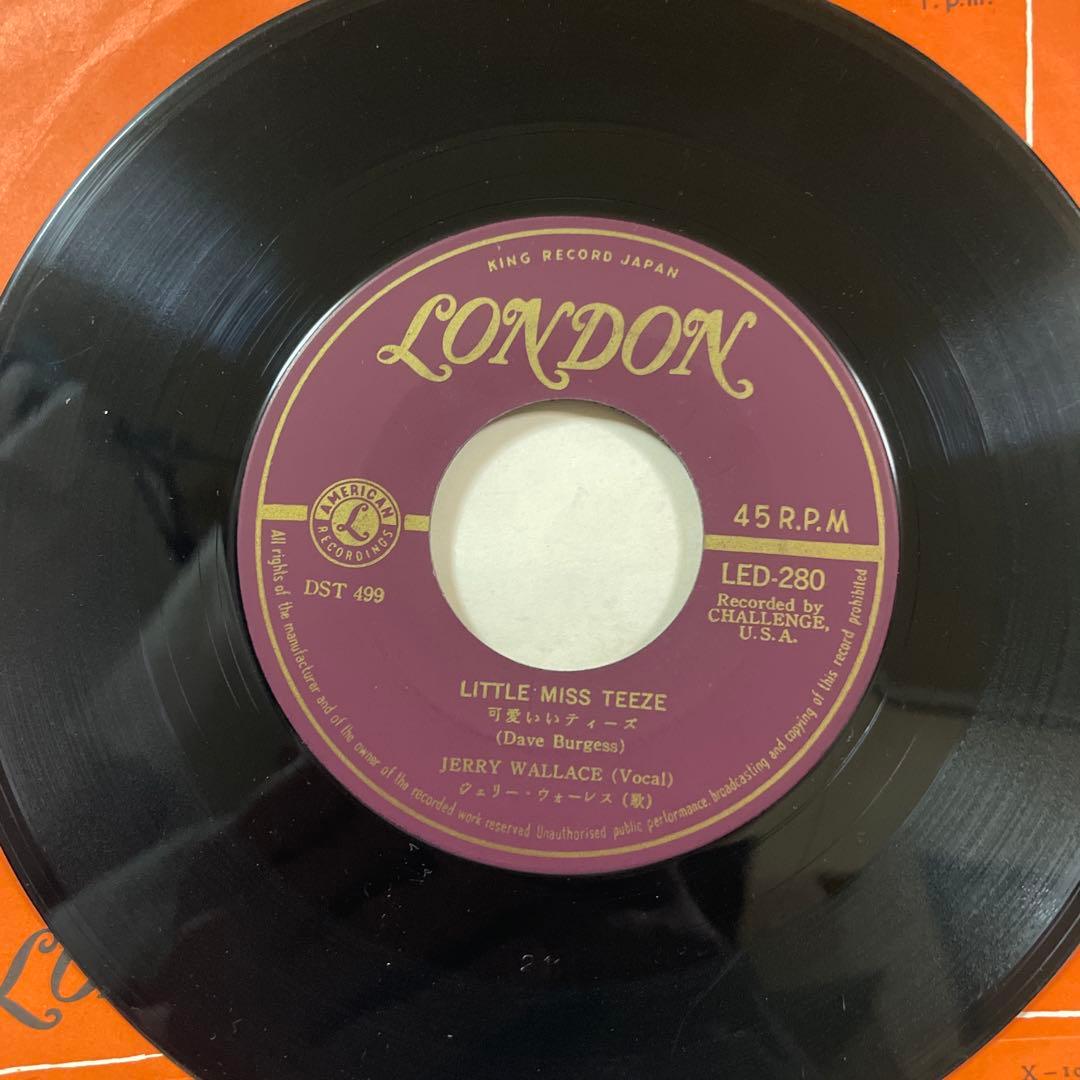 r.p.m.
KING RECORD JAPAN
LONDON
AMERICAN
L
RECORDINGS
45 R.P.M
DST 499
LED-280
Recorded by
CHALLENGE,
U.S.A.
LITTLE MISS TEEZE
可愛いいティーズ
(Dave Burgess)
JERRY WALLACE (Vocal)
ジェリー・ウォーレス (歌)
All rights of the manufacturer and of the owner of the recorded work reserved Unauthorised public performance, broadcasting and copying of this record prohibited